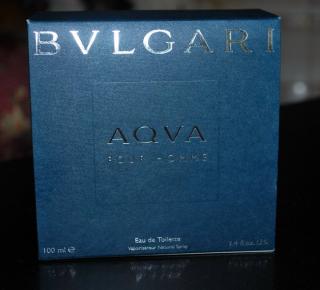 BVLGARI
AQVA
POUR HOMME
Eau de Toilette
Vaporisateur Natural Spray
100 ml e 3.4 fl.oz. U.S.